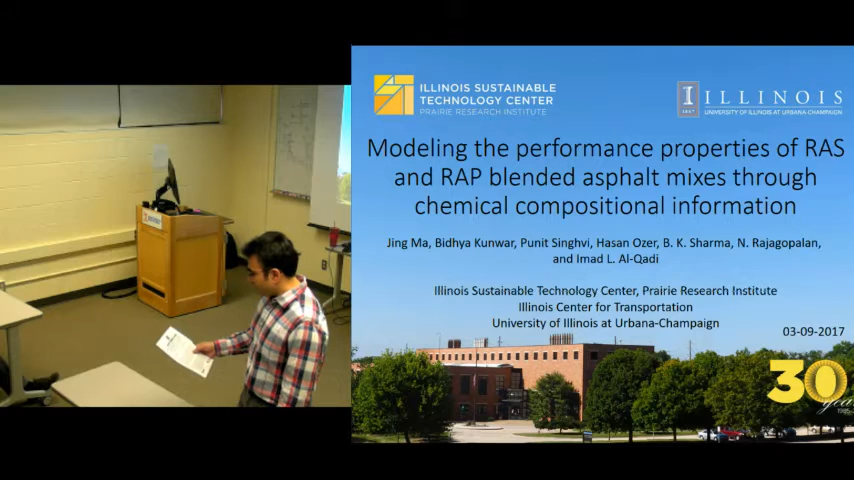 ILLINOIS SUSTAINABLE
TECHNOLOGY CENTER
PRAIRIE RESEARCH INSTITUTE
I
1867
ILLINOIS
UNIVERSITY OF ILLINOIS AT URBANA-CHAMPAIGN
Modeling the performance properties of RAS
and RAP blended asphalt mixes through
chemical compositional information
Jing Ma, Bidhya Kunwar, Punit Singhvi, Hasan Ozer, B. K. Sharma, N. Rajagopalan,
and Imad L. Al-Qadi
Illinois Sustainable Technology Center, Prairie Research Institute
Illinois Center for Transportation
University of Illinois at Urbana-Champaign
03-09-2017
30